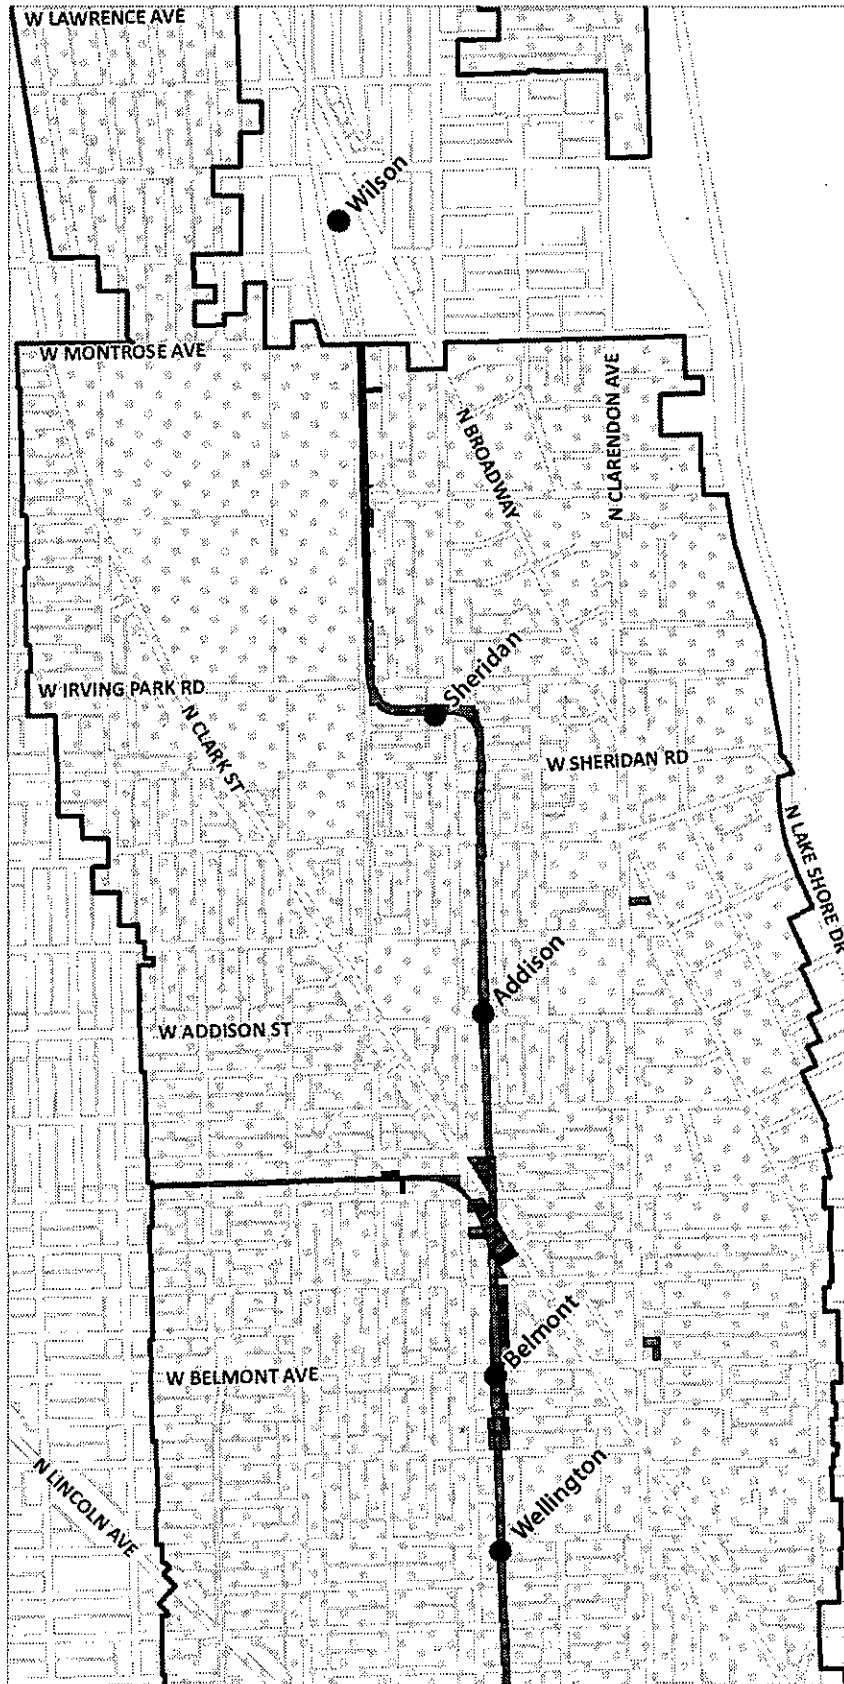 W LAWRENCE AVE
Wilson
W MONTROSE AVE
N CLARENDON AVE
N BROADWAY
Sheridan
W IRVING PARK RD
N CLARK ST
W SHERIDAN RD
N LAKE SHORE DR
Addison
W ADDISON ST
Belmont
W BELMONT AVE
Wellington
N LINCOLN AVE